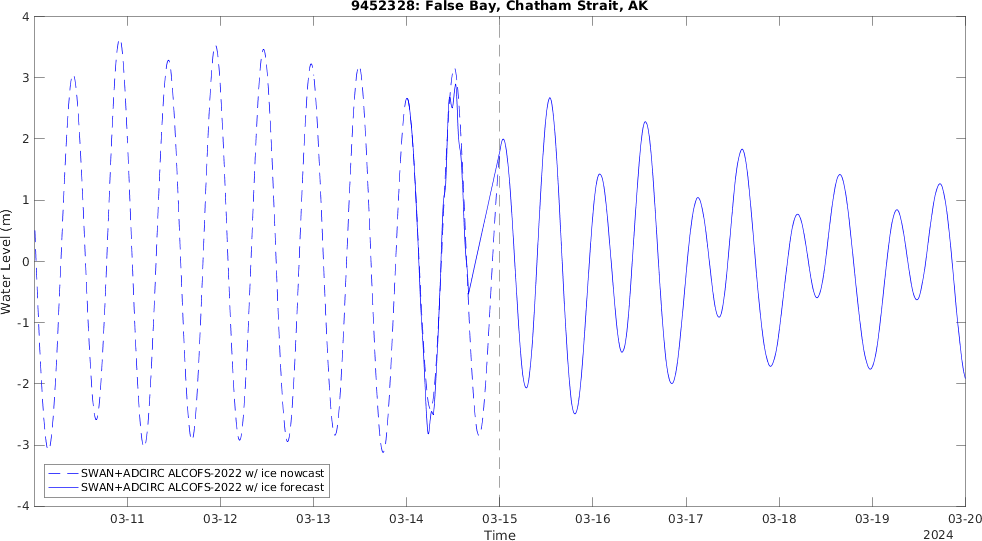 9452328: False Bay, Chatham Strait, AK
Water Level (m)
4
3
2
1
0
-1
-2
-3
-4
SWAN+ADCIRC ALCOFS-2022 w/ ice nowcast
SWAN+ADCIRC ALCOFS-2022 w/ ice forecast
03-11 03-12 03-13 03-14 03-15 03-16 03-17 03-18 03-19 03-20
Time
2024